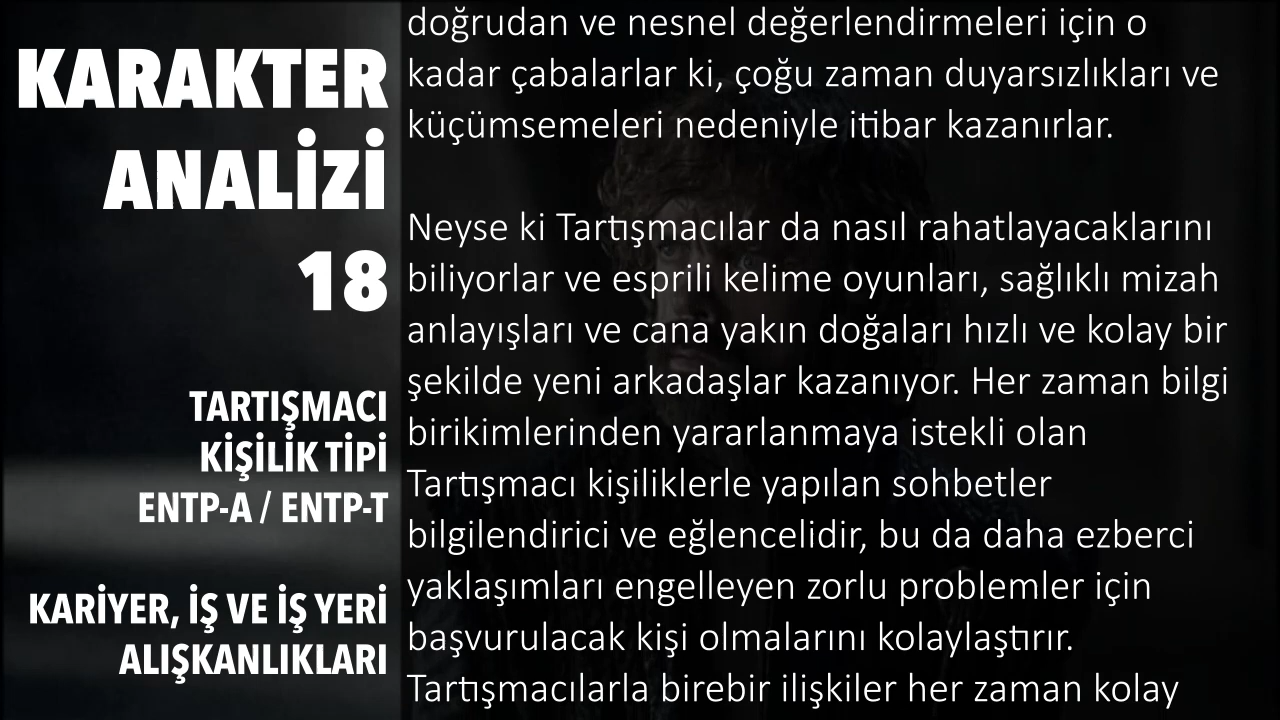 KARAKTER
ANALİZİ
18
TARTIŞMACI
KİŞİLİK TİPİ
ENTP-A / ENTP-T
KARİYER, İŞ VE İŞ YERİ
ALIŞKANLIKLARI
doğrudan ve nesnel değerlendirmeleri için o
kadar çabalarlar ki, çoğu zaman duyarsızlıkları ve
küçümsemeleri nedeniyle itibar kazanırlar.
Neyse ki Tartışmacılar da nasıl rahatlayacaklarını
biliyorlar ve esprili kelime oyunları, sağlıklı mizah
anlayışları ve cana yakın doğaları hızlı ve kolay bir
şekilde yeni arkadaşlar kazanıyor. Her zaman bilgi
birikimlerinden yararlanmaya istekli olan
Tartışmacı kişiliklerle yapılan sohbetler
bilgilendirici ve eğlencelidir, bu da daha ezberci
yaklaşımları engelleyen zorlu problemler için
başvurulacak kişi olmalarını kolaylaştırır.
Tartışmacılarla birebir ilişkiler her zaman kolay